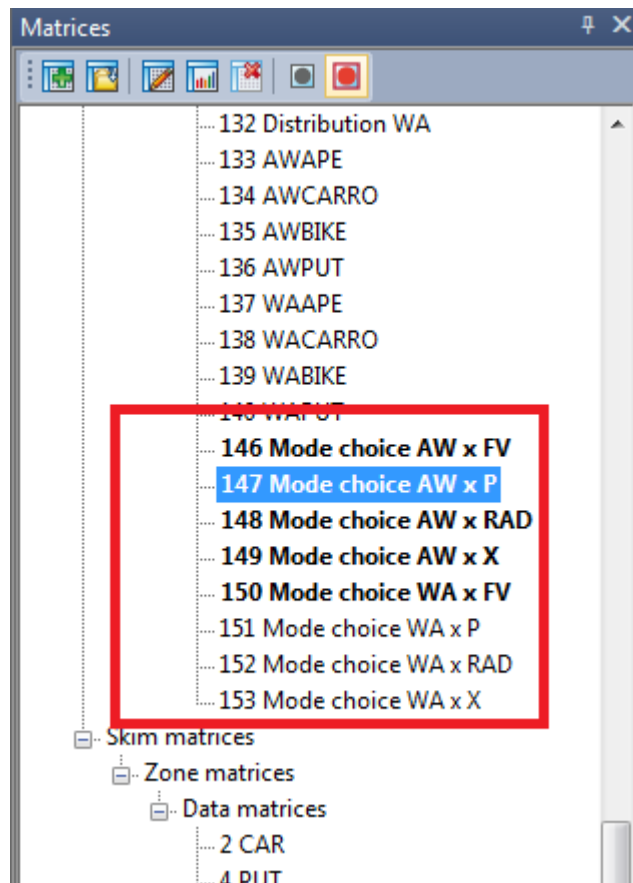 Matrices
132 Distribution WA
133 AWAPE
134 AWCARRO
135 AWBIKE
136 AWPUT
137 WAAPE
138 WACARRO
139 WABIKE
140 WAPUT
146 Mode choice AW x FV
147 Mode choice AW x P
148 Mode choice AW x RAD
149 Mode choice AW x X
150 Mode choice WA x FV
151 Mode choice WA x P
152 Mode choice WA x RAD
153 Mode choice WA x X
Skim matrices
Zone matrices
Data matrices
2 CAR
4 PUT